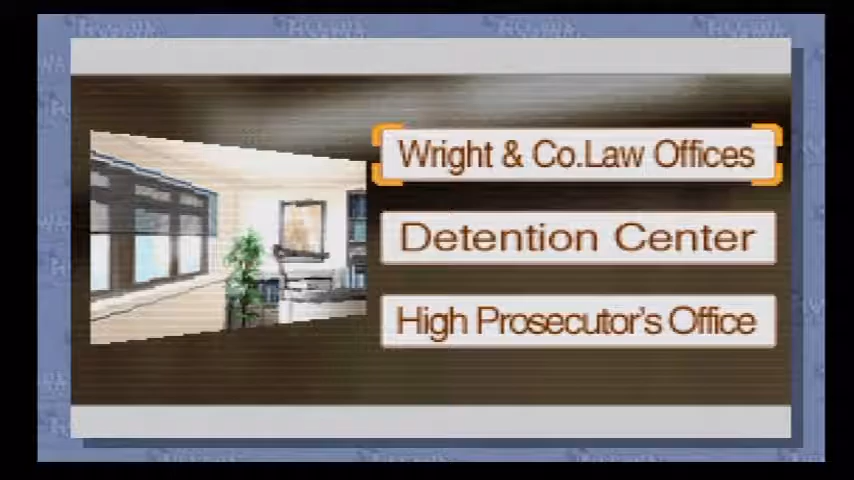 Wright & Co.Law Offices
Detention Center
High Prosecutor's Office